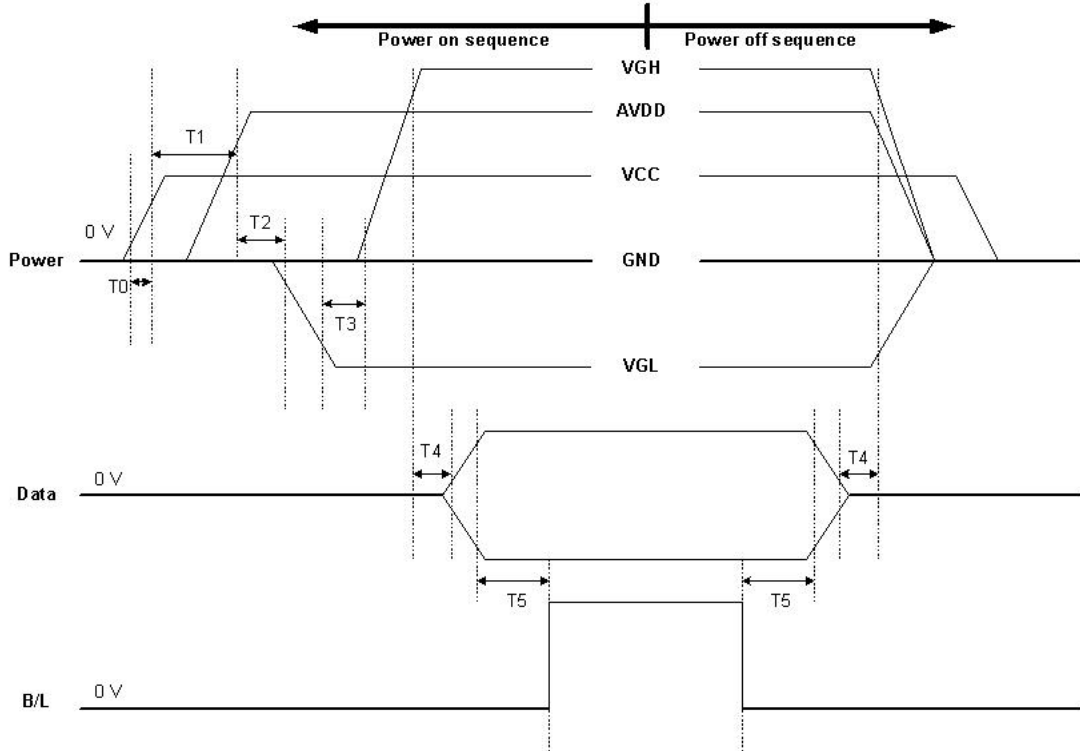 Power on sequence
Power off sequence
VGH
AVDD
T1
VCC
T2
0 V
Power
GND
T0
T3
VGL
T4
T4
0 V
Data
T5
T5
0 V
B/L